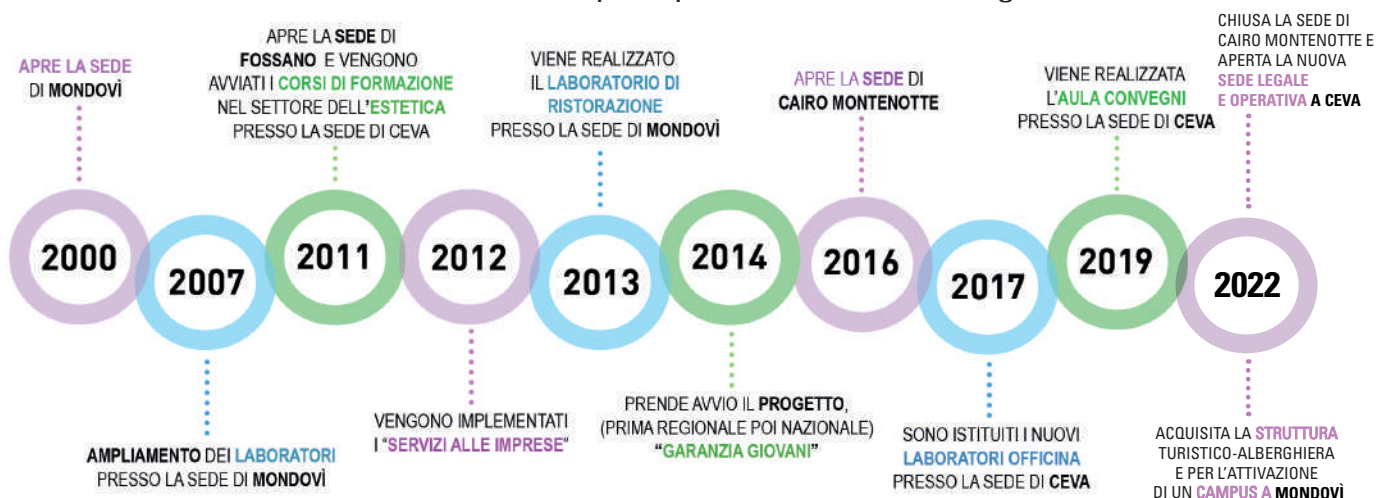 APRE LA SEDE
DI MONDOVÌ
2000
2007
AMPLIAMENTO DEI LABORATORI
PRESSO LA SEDE DI MONDOVÌ
APRE LA SEDE DI
FOSSANO E VENGONO
AVVIATI I CORSI DI FORMAZIONE
NEL SETTORE DELL'ESTETICA
PRESSO LA SEDE DI CEVA
2011
2012
VENGONO IMPLEMENTATI
I "SERVIZI ALLE IMPRESE"
VIENE REALIZZATO
IL LABORATORIO DI
RISTORAZIONE
PRESSO LA SEDE DI MONDOVÌ
2013
2014
PRENDE AVVIO IL PROGETTO,
(PRIMA REGIONALE POI NAZIONALE)
"GARANZIA GIOVANI"
APRE LA SEDE DI
CAIRO MONTENOTTE
2016
2017
SONO ISTITUITI I NUOVI
LABORATORI OFFICINA
PRESSO LA SEDE DI CEVA
VIENE REALIZZATA
L'AULA CONVEGNI
PRESSO LA SEDE DI CEVA
2019
CHIUSA LA SEDE DI
CAIRO MONTENOTTE E
APERTA LA NUOVA
SEDE LEGALE
E OPERATIVA A CEVA
2022
ACQUISITA LA STRUTTURA
TURISTICO-ALBERGHIERA
E PER L'ATTIVAZIONE
DI UN CAMPUS A MONDOVÌ